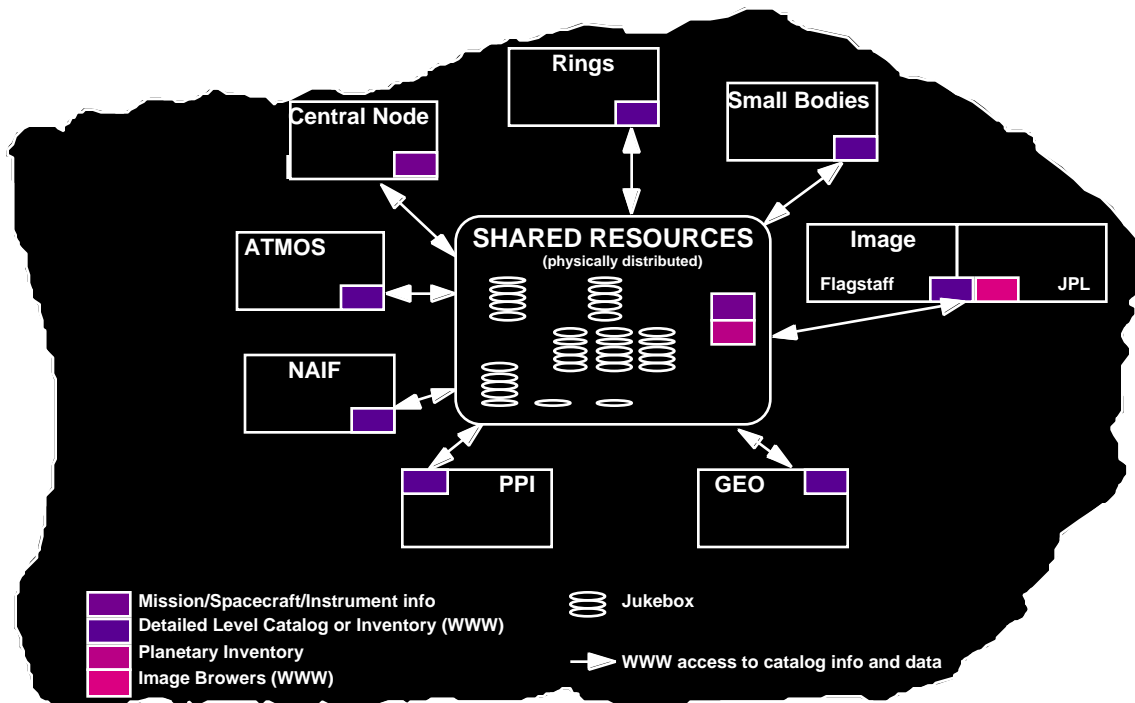 Rings
Small Bodies
Central Node
SHARED RESOURCES
(physically distributed)
Image
Flagstaff
JPL
ATMOS
NAIF
PPI
GEO
Mission/Spacecraft/Instrument info
Detailed Level Catalog or Inventory (WWW)
Planetary Inventory
Image Browers (WWW)
Jukebox
WWW access to catalog info and data